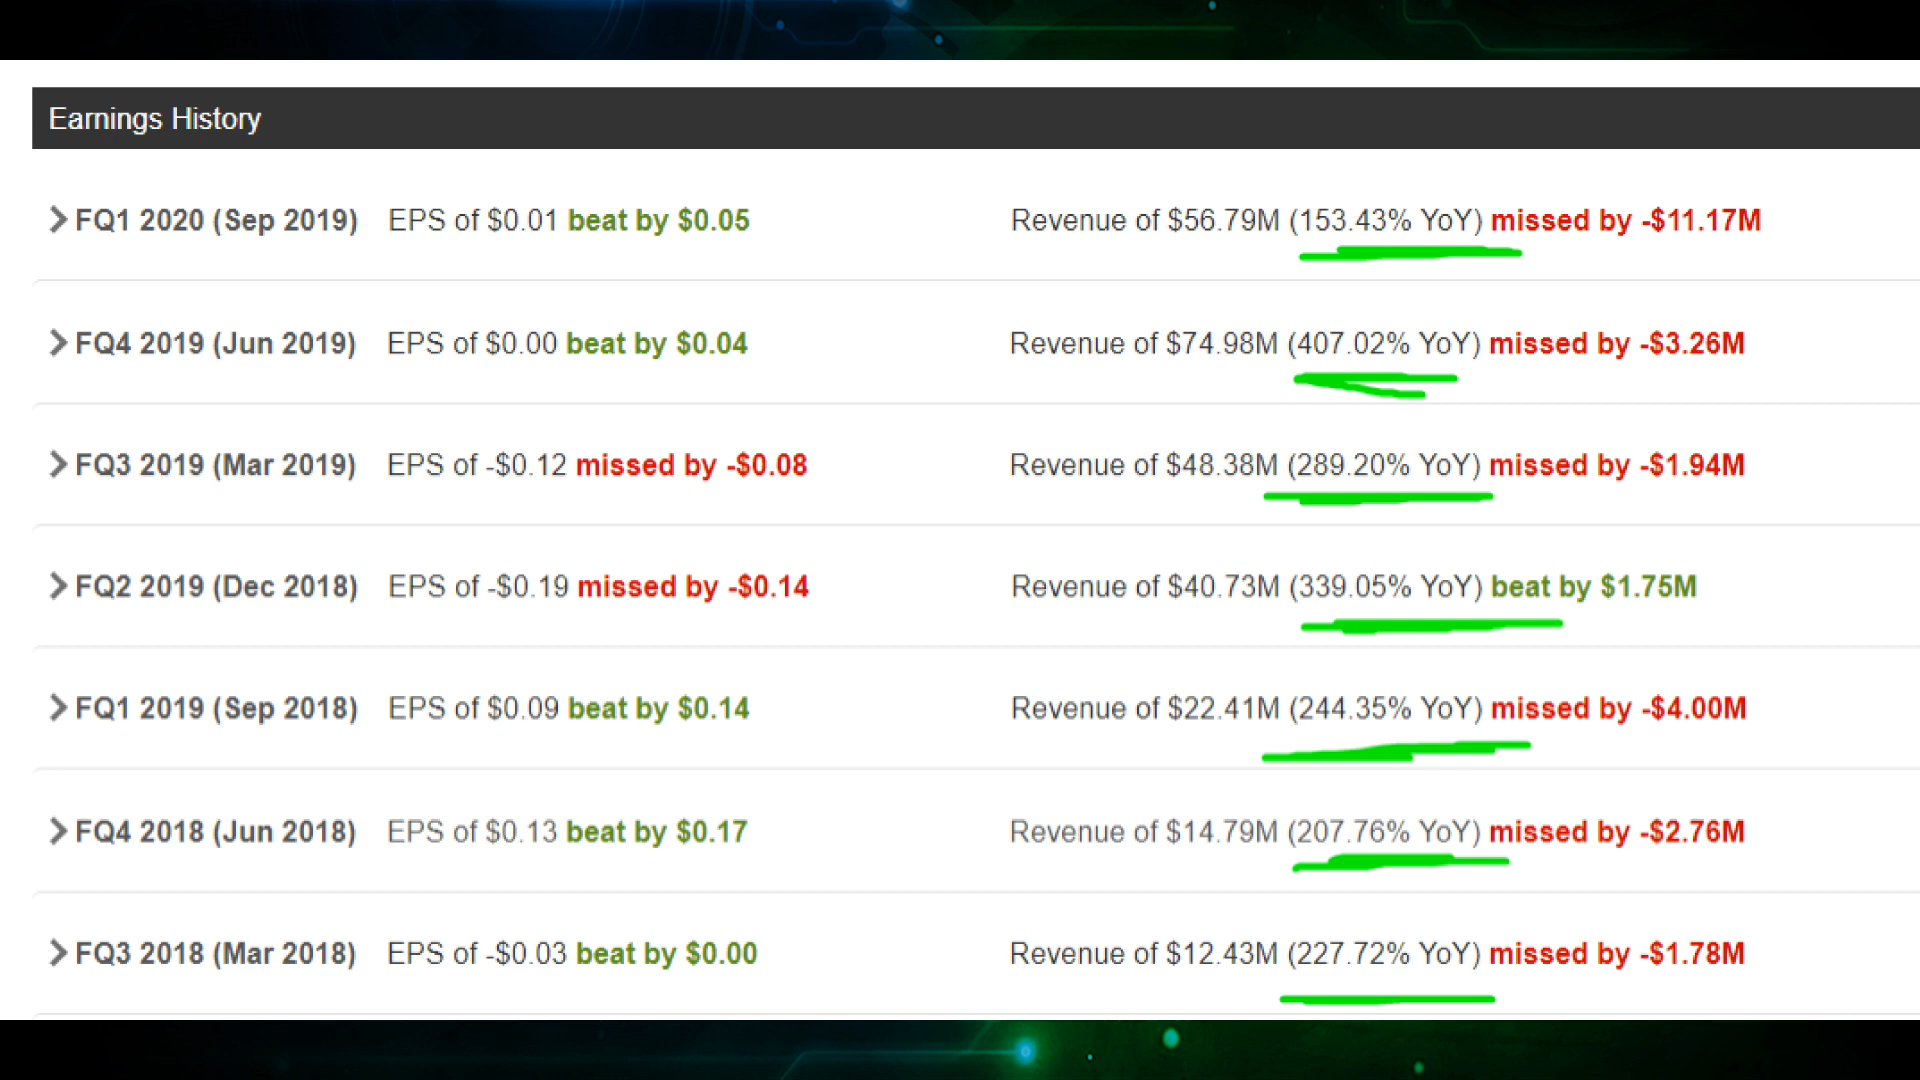 Earnings History
FQ1 2020 (Sep 2019) EPS of $0.01 beat by $0.05 Revenue of $56.79M (153.43% YoY) missed by -$11.17M
FQ4 2019 (Jun 2019) EPS of $0.00 beat by $0.04 Revenue of $74.98M (407.02% YoY) missed by -$3.26M
FQ3 2019 (Mar 2019) EPS of -$0.12 missed by -$0.08 Revenue of $48.38M (289.20% YoY) missed by -$1.94M
FQ2 2019 (Dec 2018) EPS of -$0.19 missed by -$0.14 Revenue of $40.73M (339.05% YoY) beat by $1.75M
FQ1 2019 (Sep 2018) EPS of $0.09 beat by $0.14 Revenue of $22.41M (244.35% YoY) missed by -$4.00M
FQ4 2018 (Jun 2018) EPS of $0.13 beat by $0.17 Revenue of $14.79M (207.76% YoY) missed by -$2.76M
FQ3 2018 (Mar 2018) EPS of -$0.03 beat by $0.00 Revenue of $12.43M (227.72% YoY) missed by -$1.78M